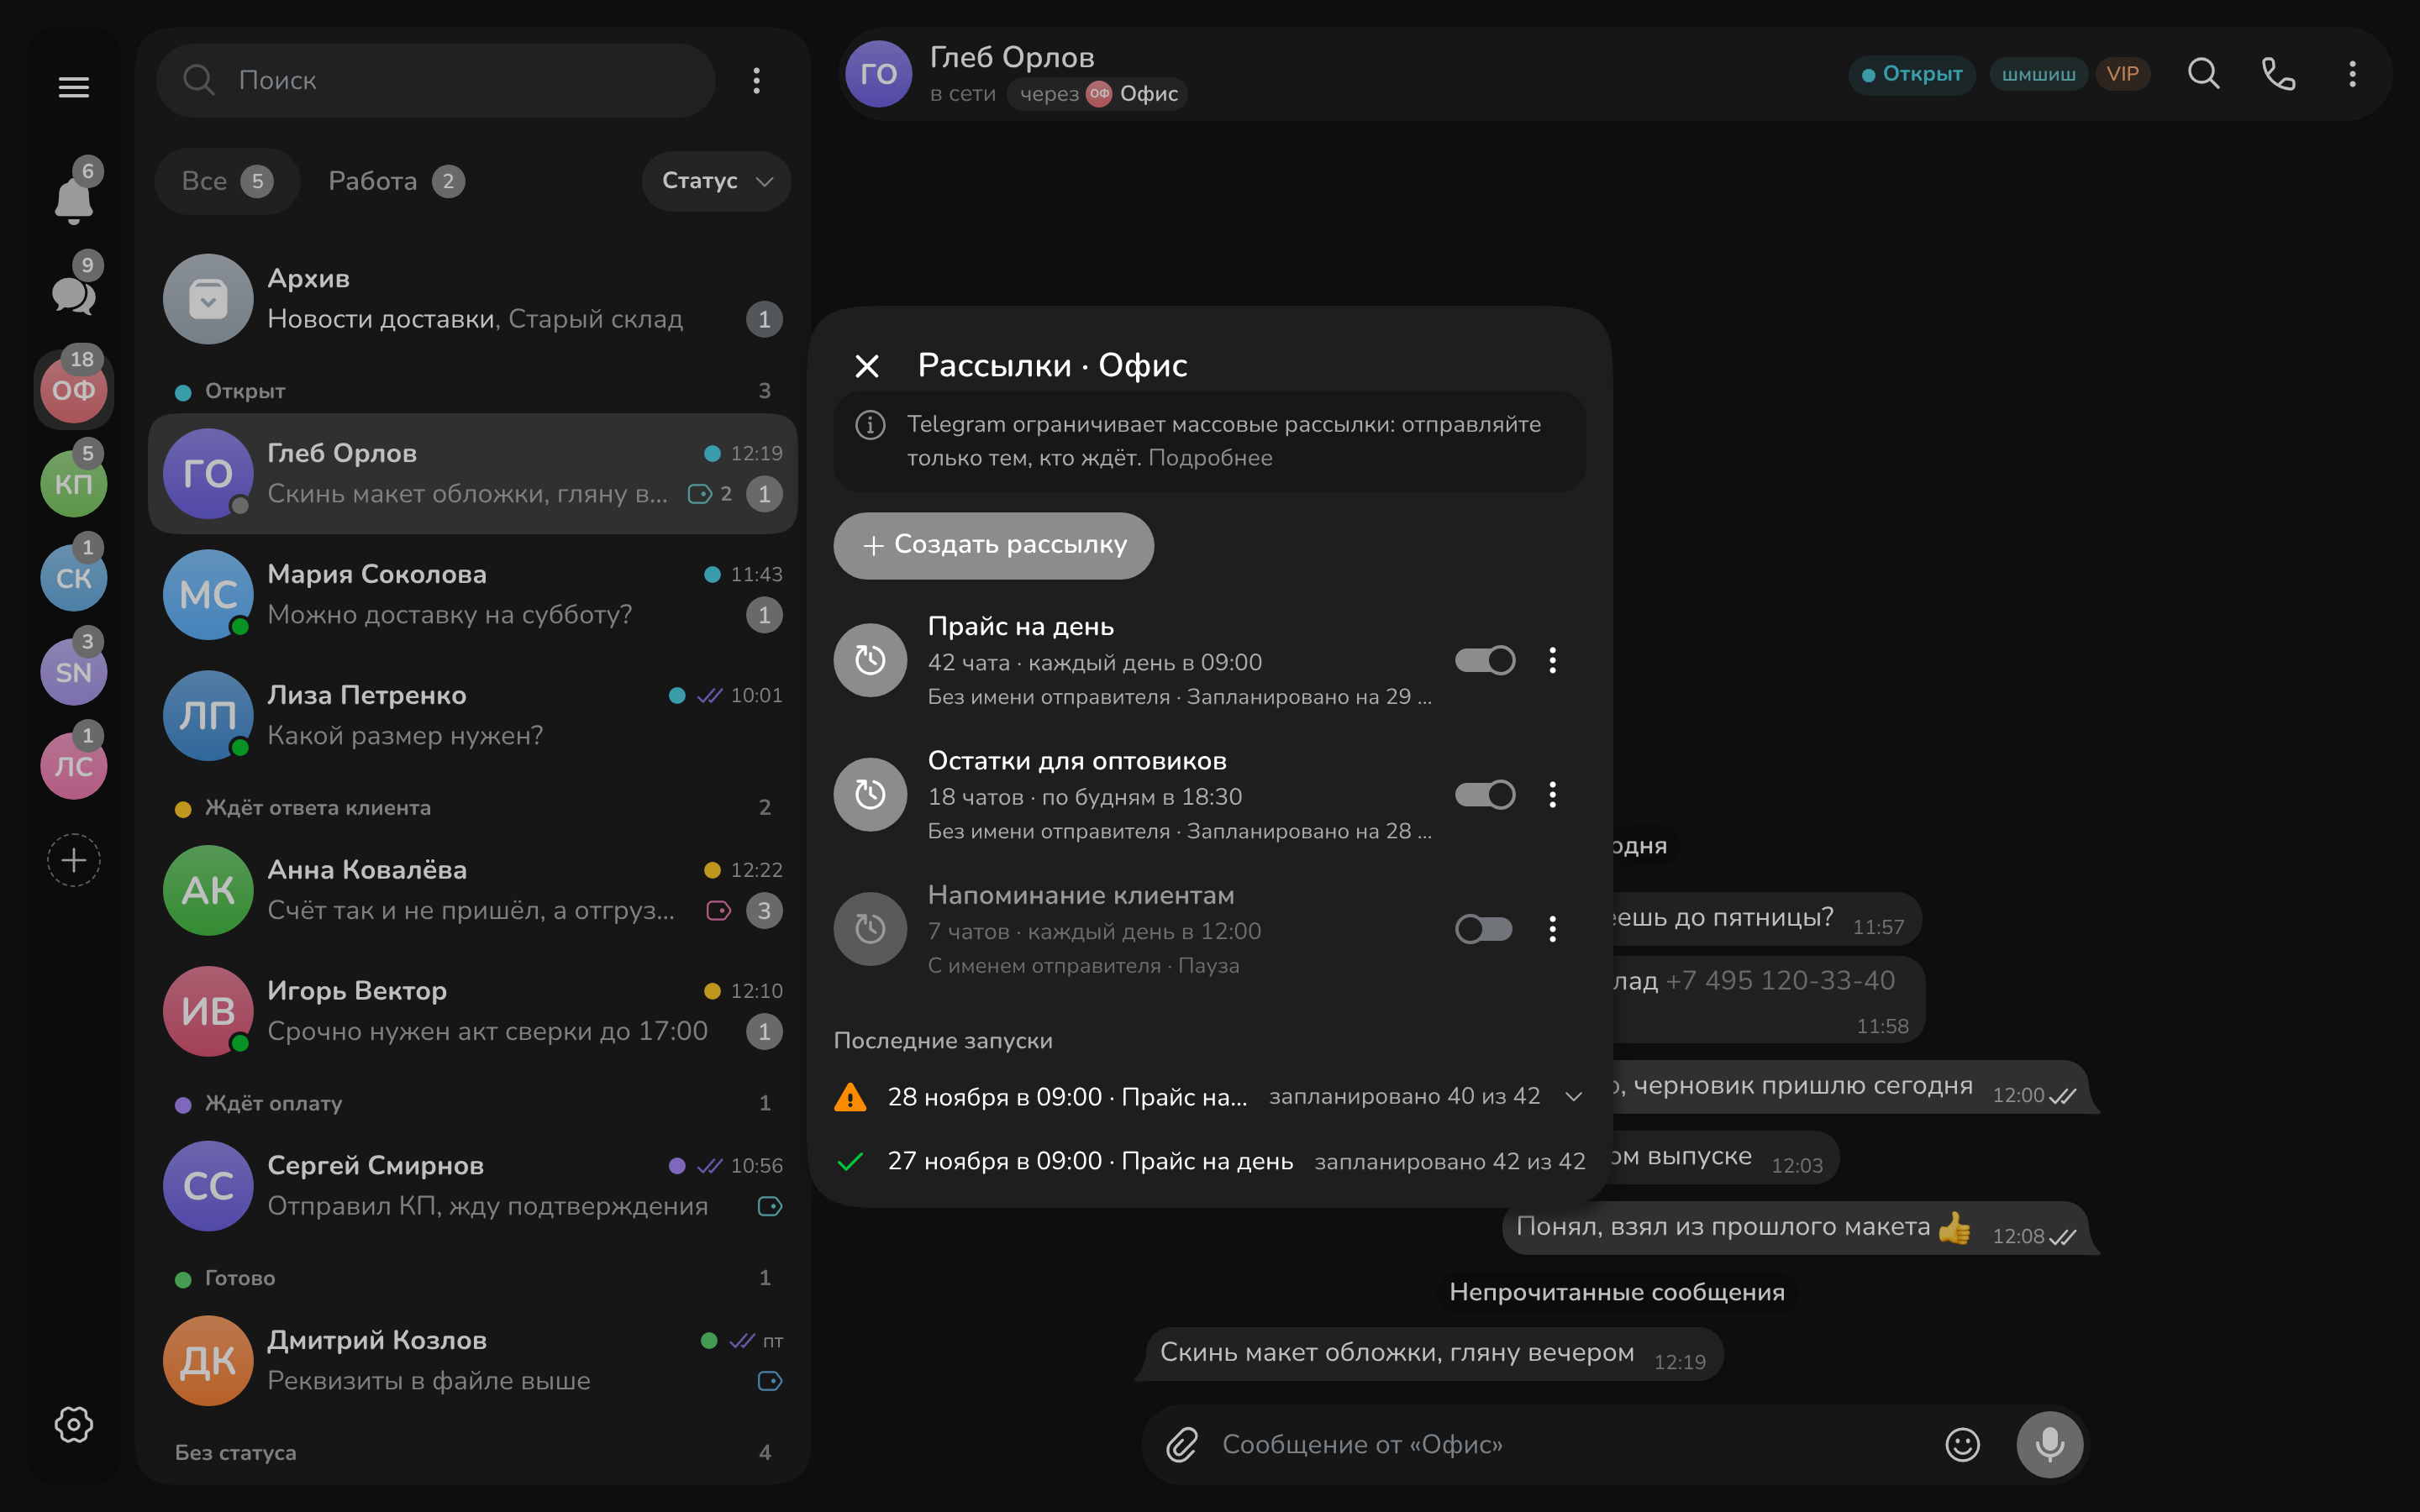 6
9
18
ОФ
5
КП
1
СК
3
SN
1
ЛС
Поиск
Все 5
Работа 2
Статус
Архив
Новости доставки, Старый склад 1
Открыт 3
ГО
Глеб Орлов 12:19
Скинь макет обложки, гляну в... 2 1
МС
Мария Соколова 11:43
Можно доставку на субботу? 1
ЛП
Лиза Петренко 10:01
Какой размер нужен?
Ждёт ответа клиента 2
АК
Анна Ковалёва 12:22
Счёт так и не пришёл, а отгруз... 3
ИВ
Игорь Вектор 12:10
Срочно нужен акт сверки до 17:00 1
Ждёт оплату 1
СС
Сергей Смирнов 10:56
Отправил КП, жду подтверждения
Готово 1
ДК
Дмитрий Козлов пт
Реквизиты в файле выше
Без статуса 4
ГО
Глеб Орлов
в сети через ОФ Офис
Открыт шмшиш VIP
Рассылки · Офис
Telegram ограничивает массовые рассылки: отправляйте
только тем, кто ждёт. Подробнее
Создать рассылку
Прайс на день
42 чата · каждый день в 09:00
Без имени отправителя · Запланировано на 29 ...
Остатки для оптовиков
18 чатов · по будням в 18:30
Без имени отправителя · Запланировано на 28 ...
Напоминание клиентам
7 чатов · каждый день в 12:00
С именем отправителя · Пауза
Последние запуски
28 ноября в 09:00 · Прайс на... запланировано 40 из 42
27 ноября в 09:00 · Прайс на день запланировано 42 из 42
одня
еешь до пятницы? 11:57
лад +7 495 120-33-40
11:58
о, черновик пришлю сегодня 12:00
ом выпуске 12:03
Понял, взял из прошлого макета 👍 12:08
Непрочитанные сообщения
Скинь макет обложки, гляну вечером 12:19
Сообщение от «Офис»